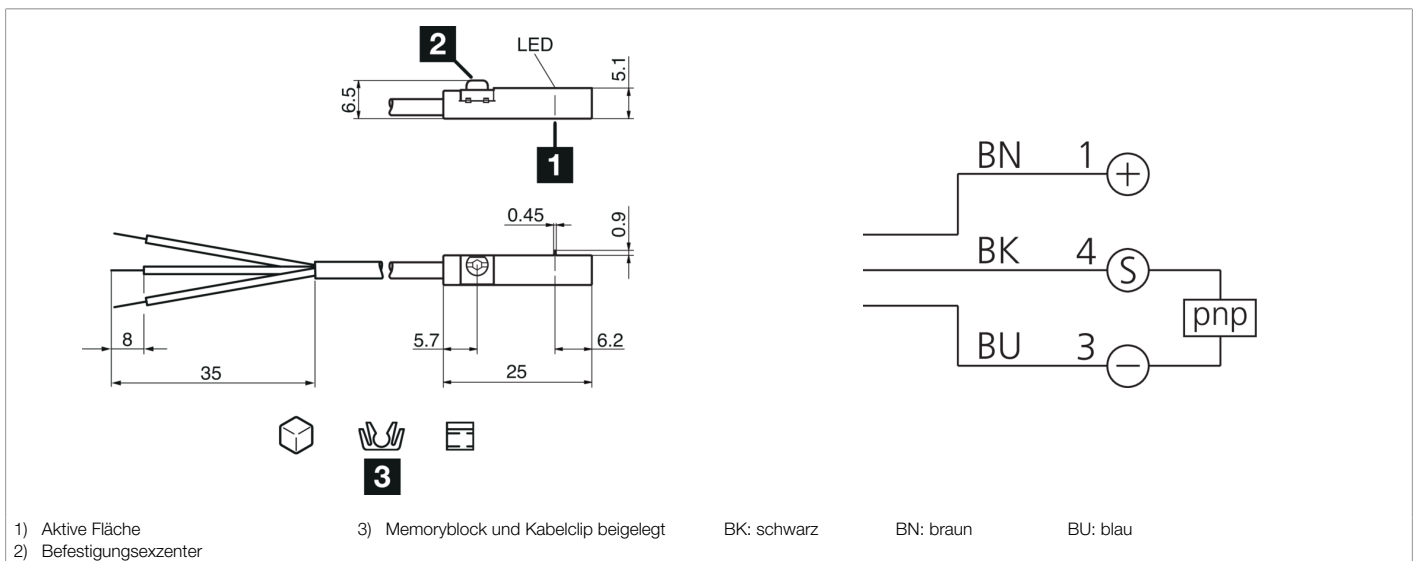 2
LED
5.1
6.5
1
0.45
0.9
8
35
5.7
6.2
25
3
BN 1 +
BK 4 S
pnp
BU 3 −
1) Aktive Fläche
2) Befestigungsexzenter
3) Memoryblock und Kabelclip beigelegt
BK: schwarz
BN: braun
BU: blau